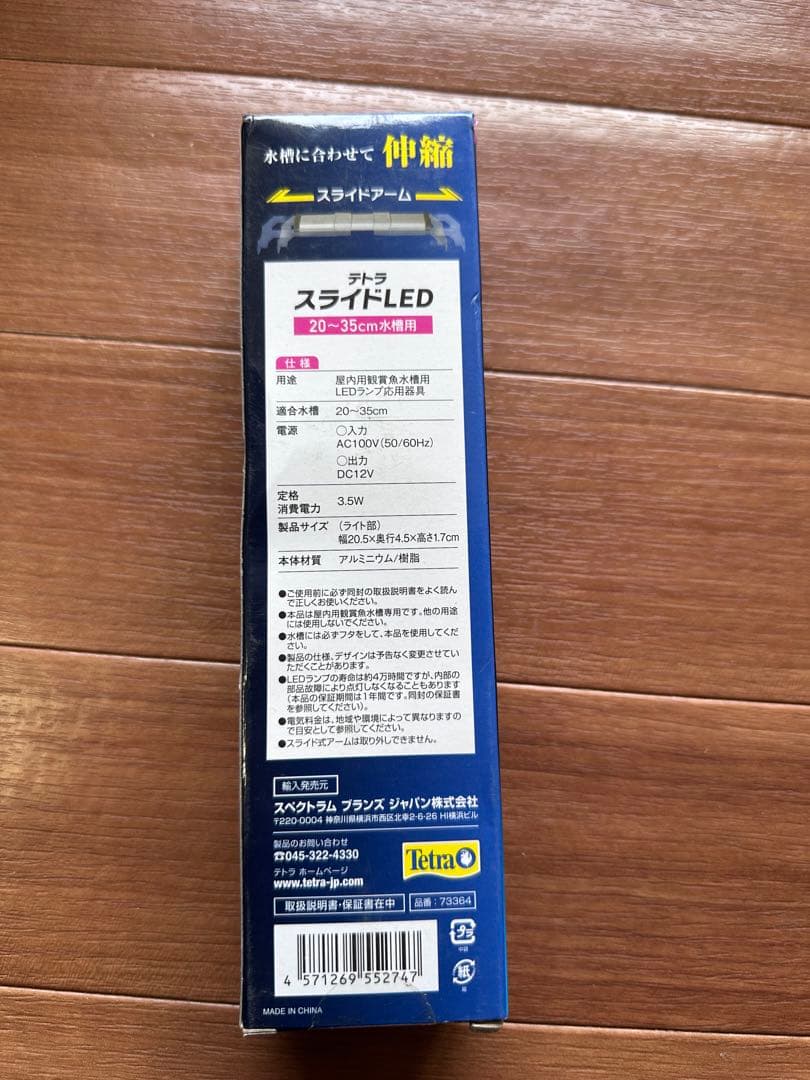 水槽に合わせて 伸縮
スライドアーム
テトラ
スライドLED
20〜35cm水槽用
仕様
用途 屋内用観賞魚水槽用
LEDランプ応用器具
適合水槽 20〜35cm
電源 ○入力
AC100V(50/60Hz)
○出力
DC12V
定格
消費電力 3.5W
製品サイズ (ライト部)
幅20.5×奥行4.5×高さ1.7cm
本体材質 アルミニウム/樹脂
●ご使用前に必ず同封の取扱説明書をよく読ん
で正しくお使いください。
●本品は屋内用観賞魚水槽専用です。他の用途
には使用しないでください。
●水槽には必ずフタをして、本品を使用してくだ
さい。
●製品の仕様、デザインは予告なく変更させてい
ただくことがあります。
●LEDランプの寿命は約4万時間ですが、内部の
部品故障により点灯しなくなることもあります
(本品の保証期間は1年間です。同封の保証書
を参照してください)。
●電気料金は、地域や環境によって異なりますの
で目安として参照してください。
●スライド式アームは取り外しできません。
輸入発売元
スペクトラム ブランズ ジャパン株式会社
〒220-0004 神奈川県横浜市西区北幸2-6-26 HI横浜ビル
製品のお問い合わせ
☎045-322-4330
テトラ ホームページ
www.tetra-jp.com
Tetra
取扱説明書・保証書在中
品番:73364
4 571269 552747
プラ
中袋
紙
箱
MADE IN CHINA